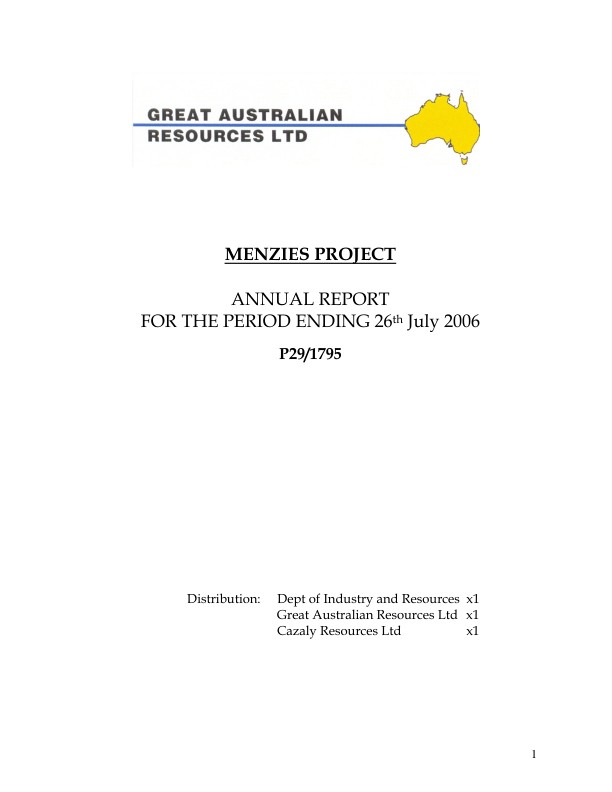 GREAT AUSTRALIAN
RESOURCES LTD
MENZIES PROJECT
ANNUAL REPORT
FOR THE PERIOD ENDING 26th July 2006
P29/1795
Distribution: Dept of Industry and Resources x1
Great Australian Resources Ltd x1
Cazaly Resources Ltd x1
1